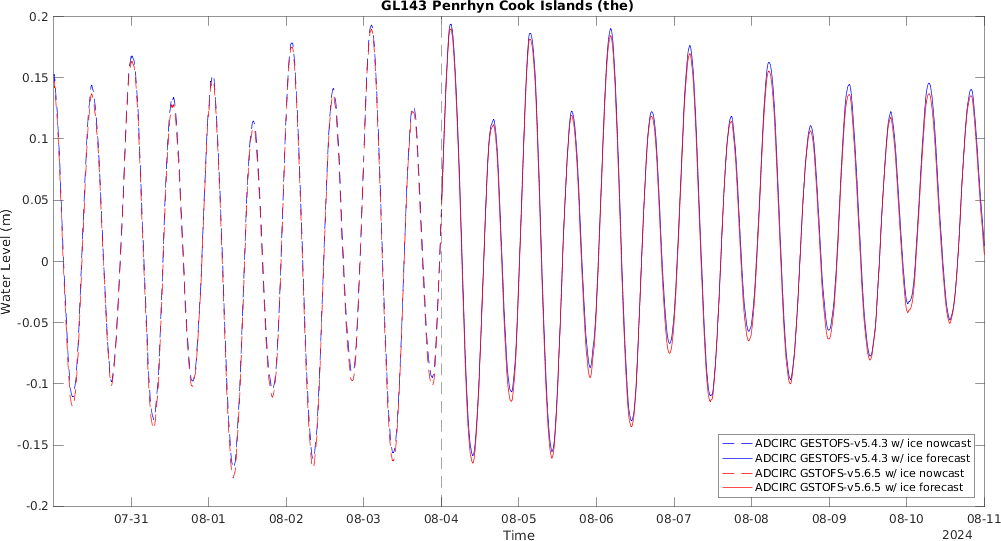 GL143 Penrhyn Cook Islands (the)
0.2
0.15
0.1
0.05
0
-0.05
-0.1
-0.15
-0.2
Water Level (m)
ADCIRC GESTOFS-v5.4.3 w/ ice nowcast
ADCIRC GESTOFS-v5.4.3 w/ ice forecast
ADCIRC GSTOFS-v5.6.5 w/ ice nowcast
ADCIRC GSTOFS-v5.6.5 w/ ice forecast
07-31 08-01 08-02 08-03 08-04 08-05 08-06 08-07 08-08 08-09 08-10 08-11
Time
2024